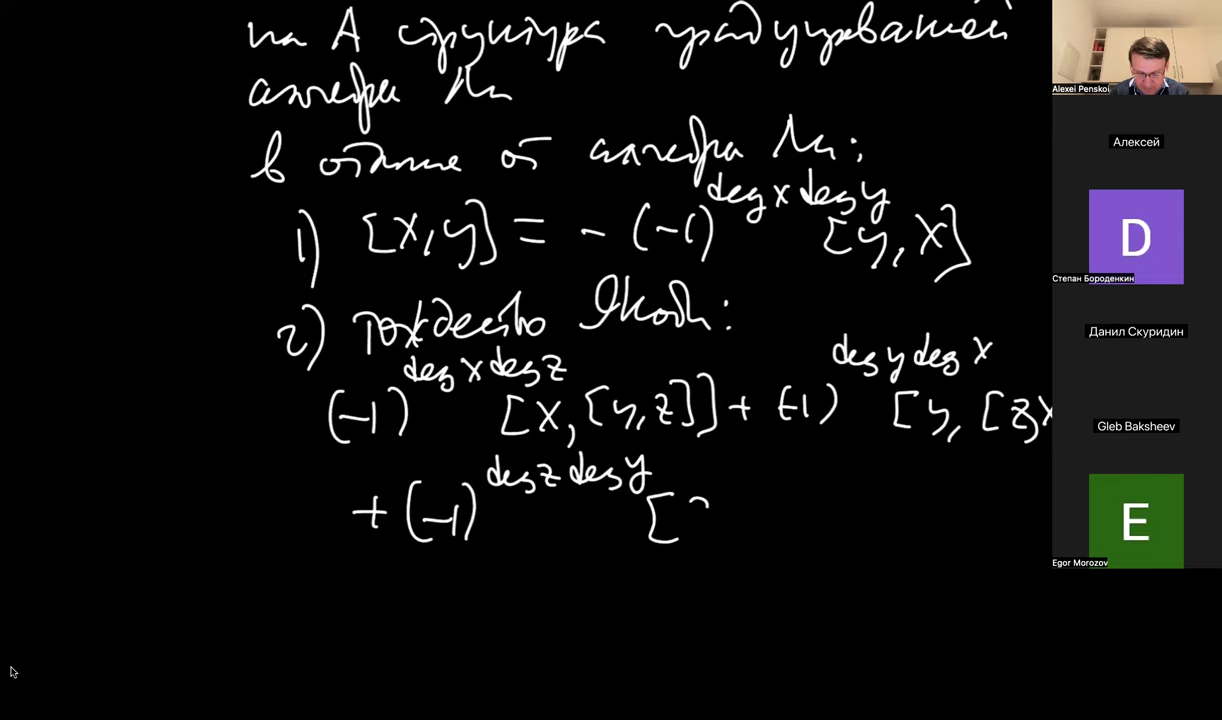 на A структура градуированной
алгебры Ли
в отличие от алгебры Ли:
1) [x,y] = - (-1)^{deg x deg y} [y, x]
2) тождество Якоби:
(-1)^{deg x deg z} [x, [y, z]] + (-1)^{deg y deg x} [y, [z, x
+ (-1)^{deg z deg y} [
Alexei Penskoi
Алексей
D
Степан Бороденкин
Данил Скуридин
Gleb Baksheev
E
Egor Morozov